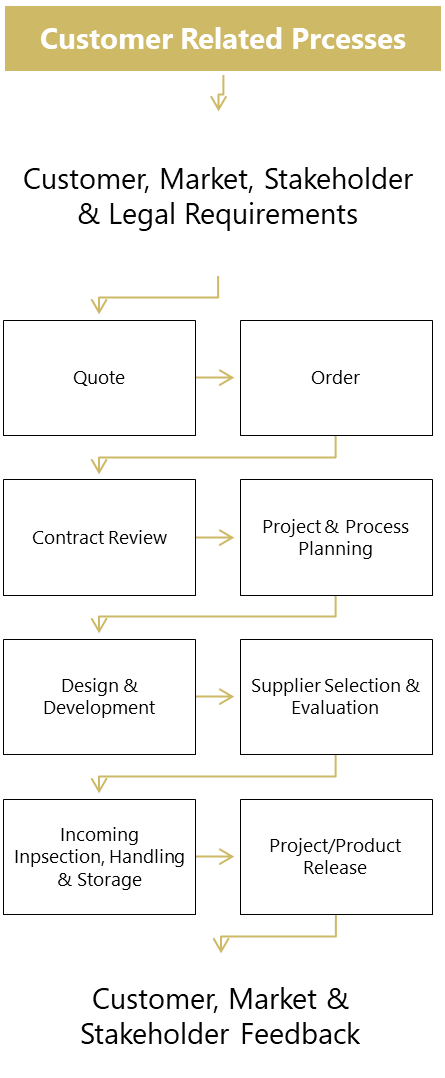 Customer Related Prcesses
Customer, Market, Stakeholder
& Legal Requirements
Quote
Order
Contract Review
Project & Process
Planning
Design &
Development
Supplier Selection &
Evaluation
Incoming
Inpsection, Handling
& Storage
Project/Product
Release
Customer, Market &
Stakeholder Feedback